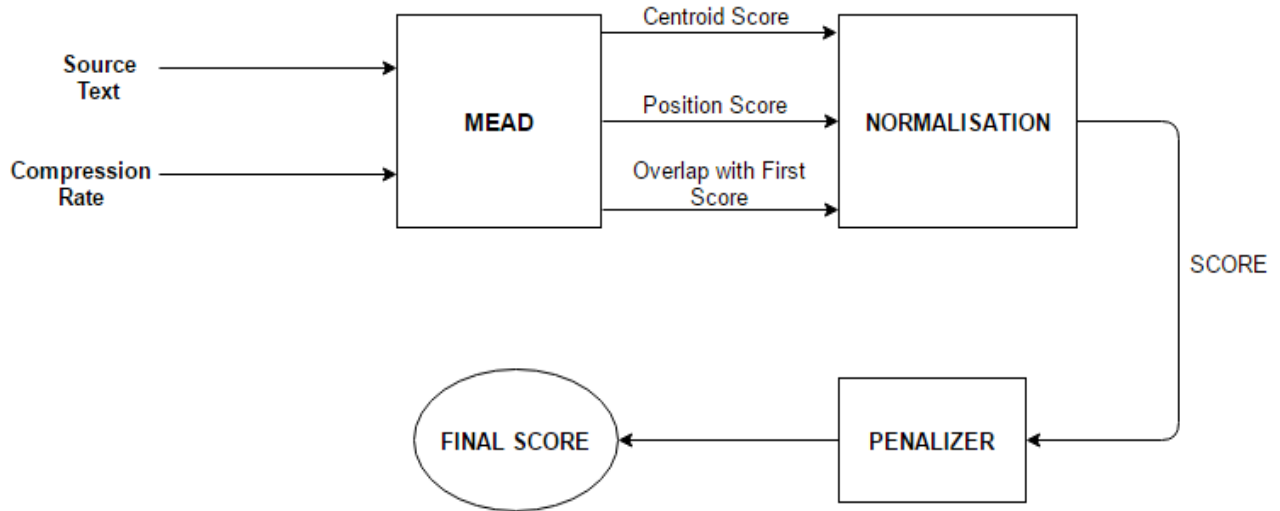 Centroid Score
Source
Text
MEAD
Position Score
NORMALISATION
Compression
Rate
Overlap with First
Score
SCORE
FINAL SCORE
PENALIZER